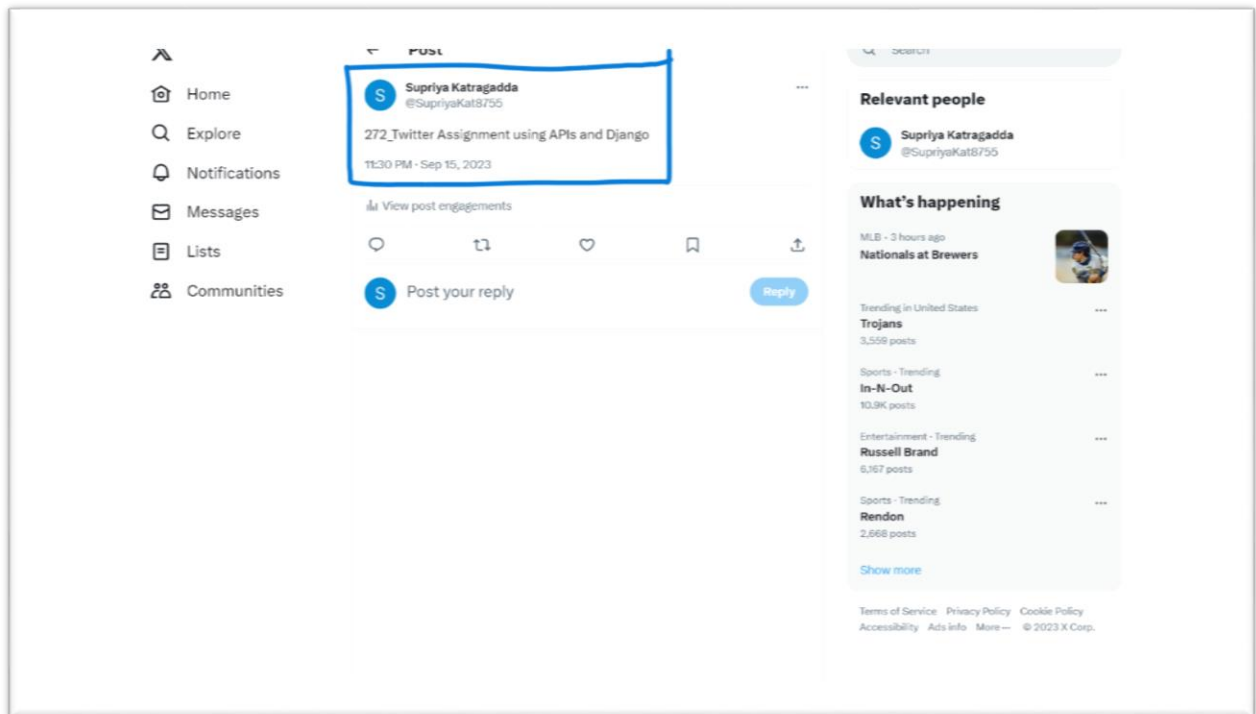 Post
Search
Home
Explore
Notifications
Messages
Lists
Communities
S
Supriya Katragadda
@SupriyaKat8755
272_Twitter Assignment using APIs and Django
11:30 PM · Sep 15, 2023
View post engagements
S
Post your reply
Reply
Relevant people
S
Supriya Katragadda
@SupriyaKat8755
What's happening
MLB · 3 hours ago
Nationals at Brewers
Trending in United States
Trojans
3,559 posts
Sports · Trending
In-N-Out
10.9K posts
Entertainment · Trending
Russell Brand
6,167 posts
Sports · Trending
Rendon
2,668 posts
Show more
Terms of Service Privacy Policy Cookie Policy
Accessibility Ads info More ··· © 2023 X Corp.